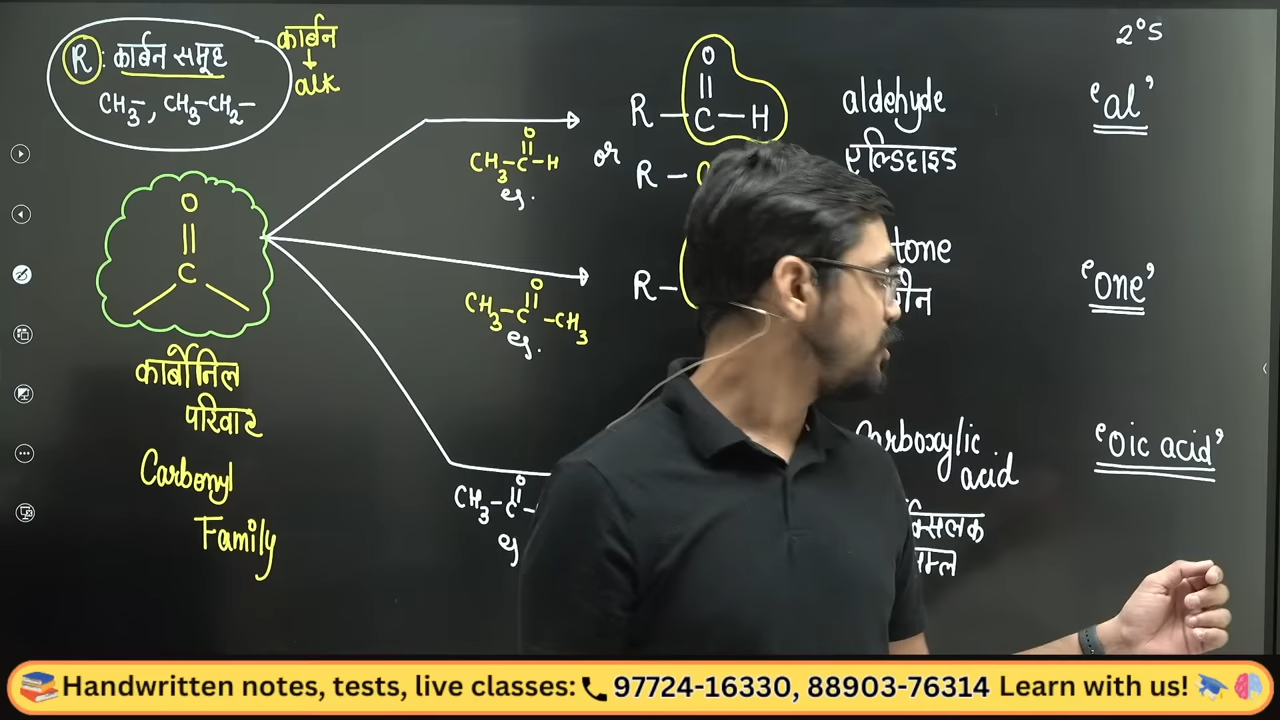 R : कार्बन समूह
CH3–, CH3–CH2–
कार्बन
↓
alk
O
||
C
कार्बोनिल
परिवार
Carbonyl
Family
O
||
CH3–C–H
eg.
O
||
CH3–C–CH3
eg.
O
||
CH3–C–
eg
O
||
R–C–H
or
R–
R–
aldehyde
एल्डिहाइड
tone
ीन
Carboxylic
acid
क्सिलिक
म्ल
2°S
'al'
'one'
'oic acid'
Handwritten notes, tests, live classes: 97724-16330, 88903-76314 Learn with us!